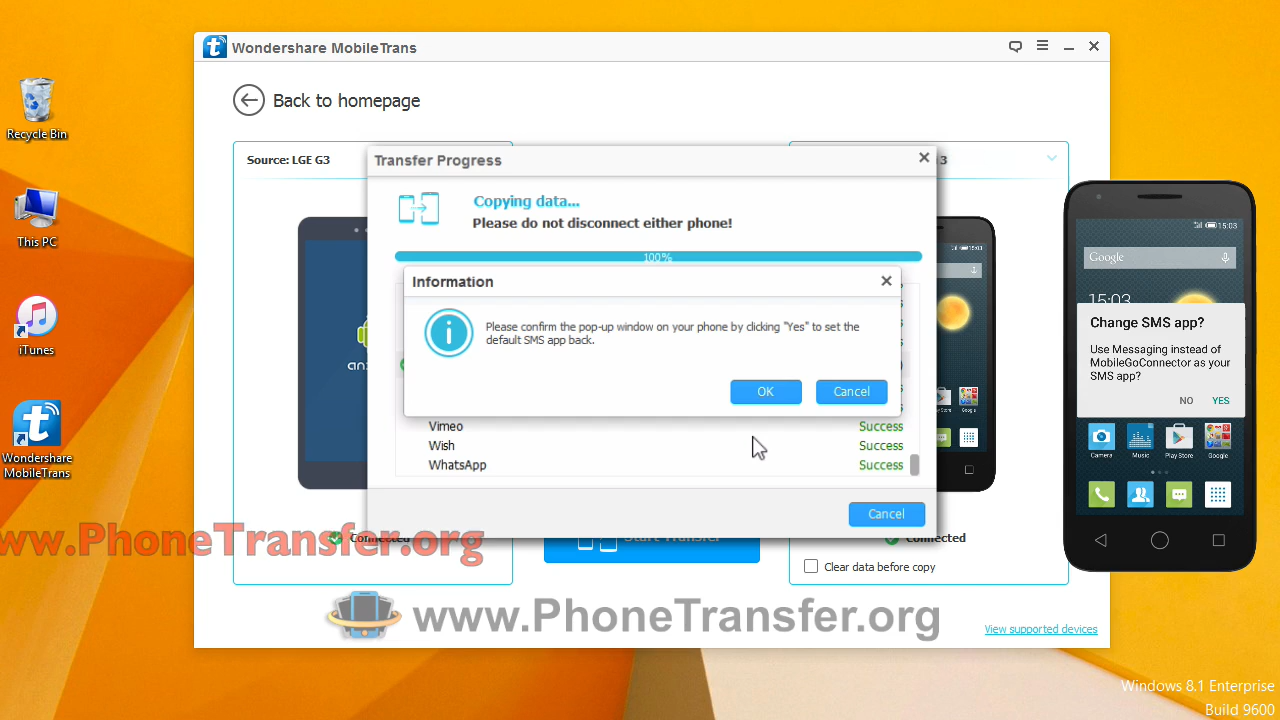 Recycle Bin
This PC
iTunes
Wondershare
MobileTrans
Wondershare MobileTrans
Back to homepage
Source: LGE G3
3
Transfer Progress
Copying data...
Please do not disconnect either phone!
100%
Information
Please confirm the pop-up window on your phone by clicking "Yes" to set the
default SMS app back.
OK
Cancel
Vimeo
Success
Wish
Success
WhatsApp
Success
Cancel
Connected
Start Transfer
Connected
Clear data before copy
www.PhoneTransfer.org
www.PhoneTransfer.org
View supported devices
15:03
Google
15:03
Change SMS app?
Use Messaging instead of
MobileGoConnector as your
SMS app?
NO
YES
Camera
Music
Play Store
Google
Windows 8.1 Enterprise
Build 9600